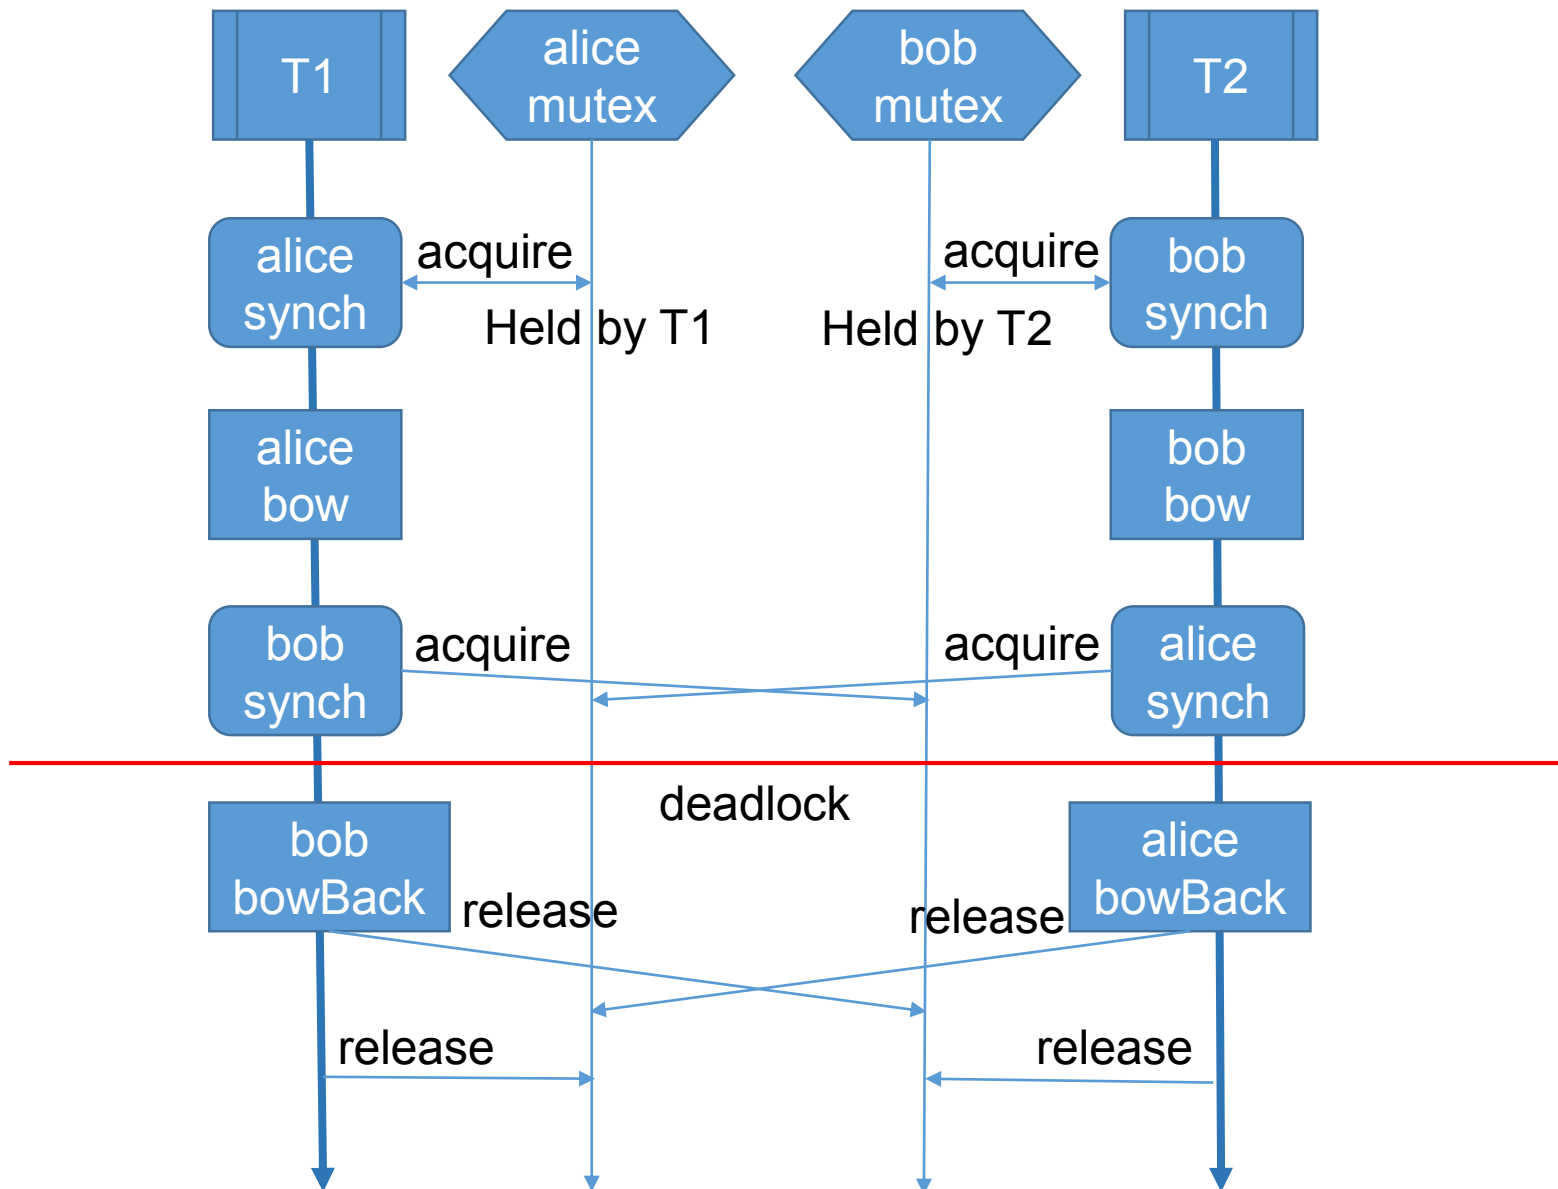 T1
alice
mutex
bob
mutex
T2
alice
synch
acquire
acquire
bob
synch
Held by T1
Held by T2
alice
bow
bob
bow
bob
synch
acquire
acquire
alice
synch
deadlock
bob
bowBack
alice
bowBack
release
release
release
release